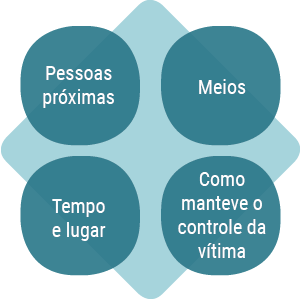 Pessoas
próximas
Meios
Tempo
e lugar
Como
manteve o
controle da
vítima